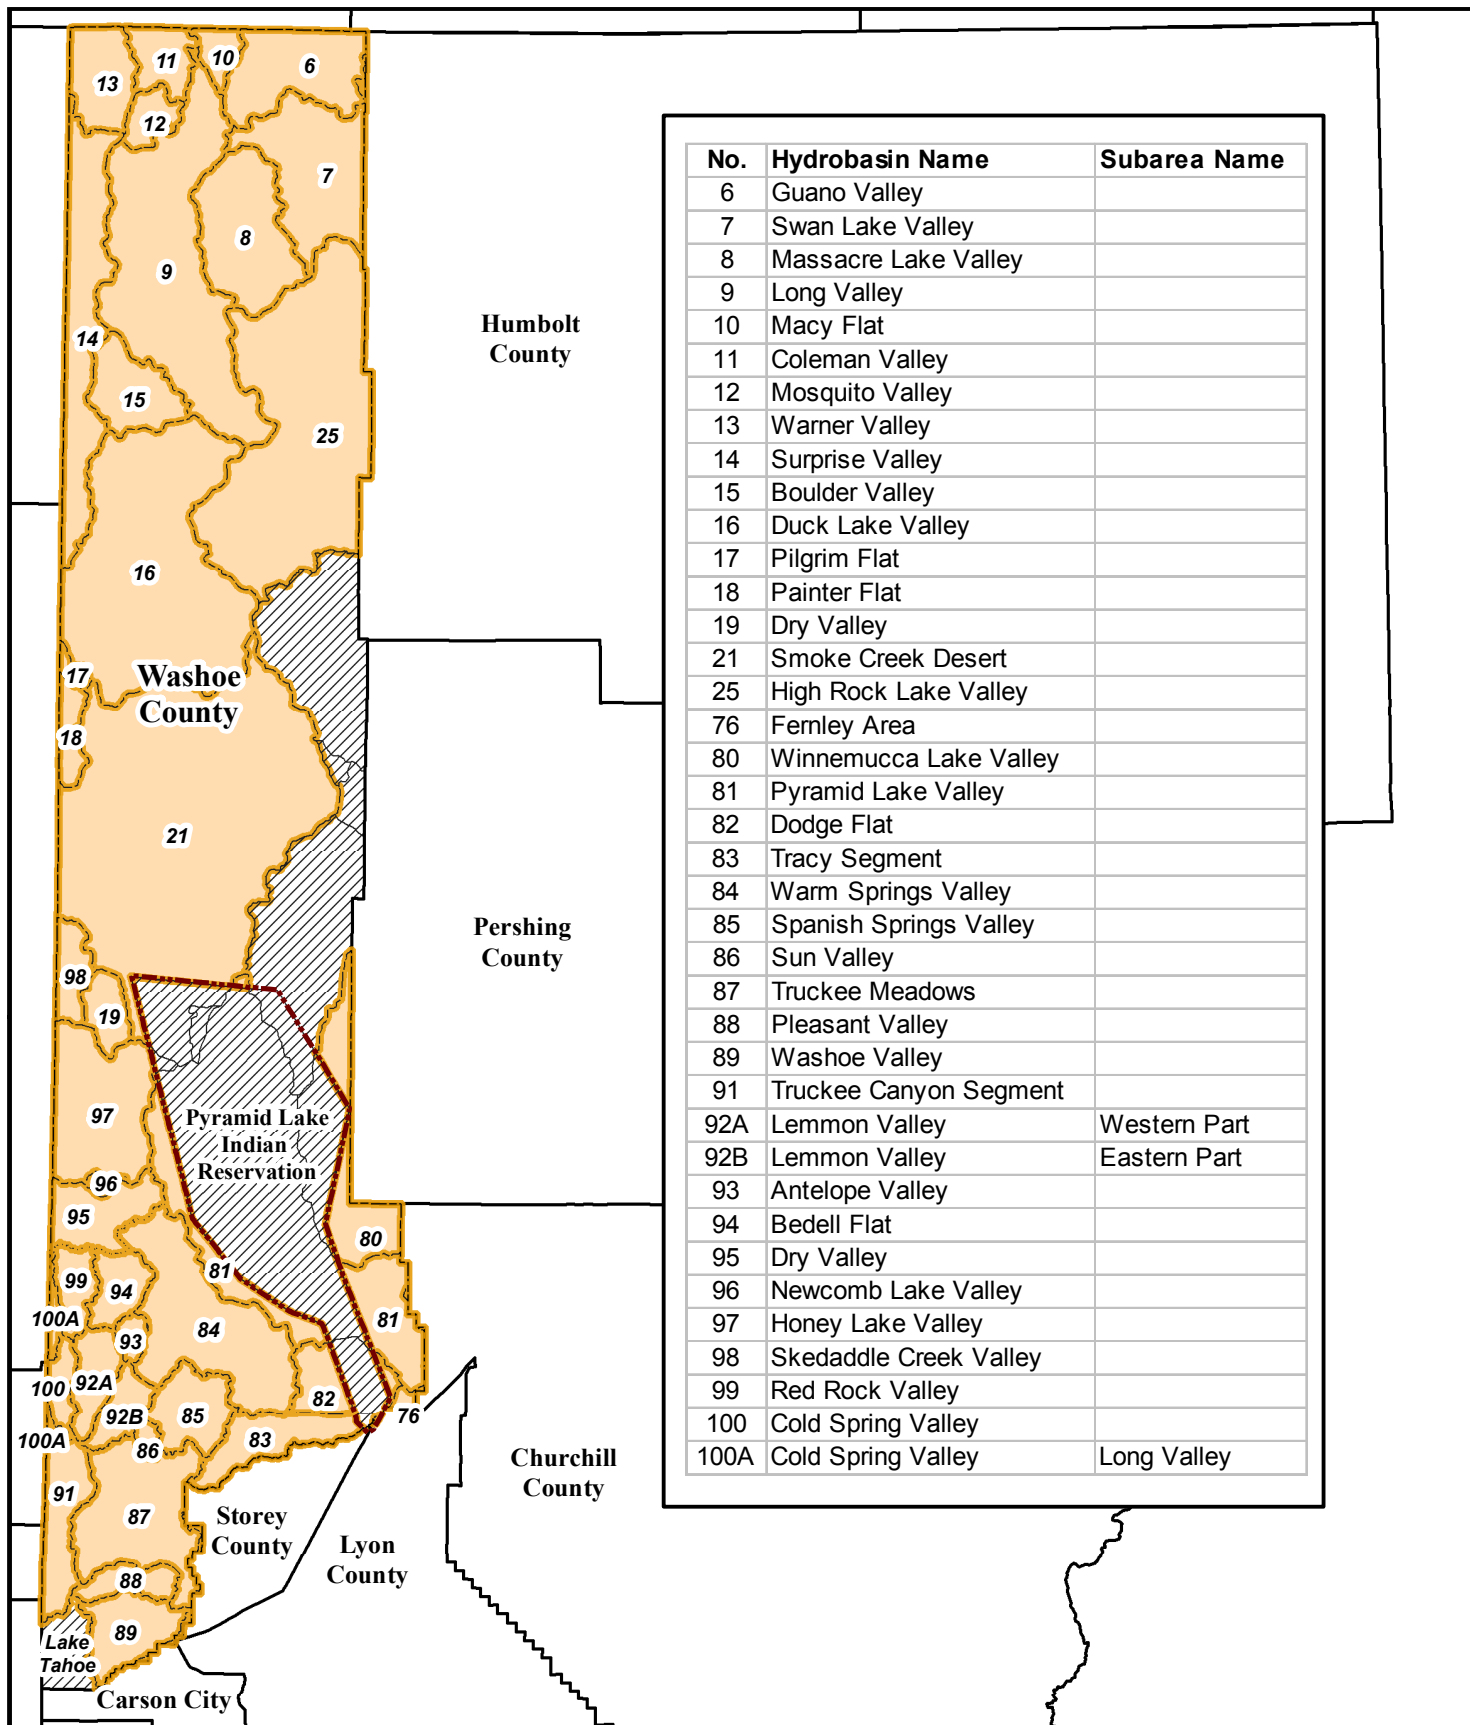 13
11
10
6
12
7
8
9
14
15
25
16
17
Washoe
County
18
21
98
19
97
Pyramid Lake
Indian
Reservation
96
95
80
81
99
94
100A
81
84
93
100
92A
82
92B
85
76
100A
86
83
91
87
88
89
Lake
Tahoe
Humbolt
County
Pershing
County
Churchill
County
Storey
County
Lyon
County
Carson City
No. Hydrobasin Name Subarea Name
6 Guano Valley
7 Swan Lake Valley
8 Massacre Lake Valley
9 Long Valley
10 Macy Flat
11 Coleman Valley
12 Mosquito Valley
13 Warner Valley
14 Surprise Valley
15 Boulder Valley
16 Duck Lake Valley
17 Pilgrim Flat
18 Painter Flat
19 Dry Valley
21 Smoke Creek Desert
25 High Rock Lake Valley
76 Fernley Area
80 Winnemucca Lake Valley
81 Pyramid Lake Valley
82 Dodge Flat
83 Tracy Segment
84 Warm Springs Valley
85 Spanish Springs Valley
86 Sun Valley
87 Truckee Meadows
88 Pleasant Valley
89 Washoe Valley
91 Truckee Canyon Segment
92A Lemmon Valley Western Part
92B Lemmon Valley Eastern Part
93 Antelope Valley
94 Bedell Flat
95 Dry Valley
96 Newcomb Lake Valley
97 Honey Lake Valley
98 Skedaddle Creek Valley
99 Red Rock Valley
100 Cold Spring Valley
100A Cold Spring Valley Long Valley